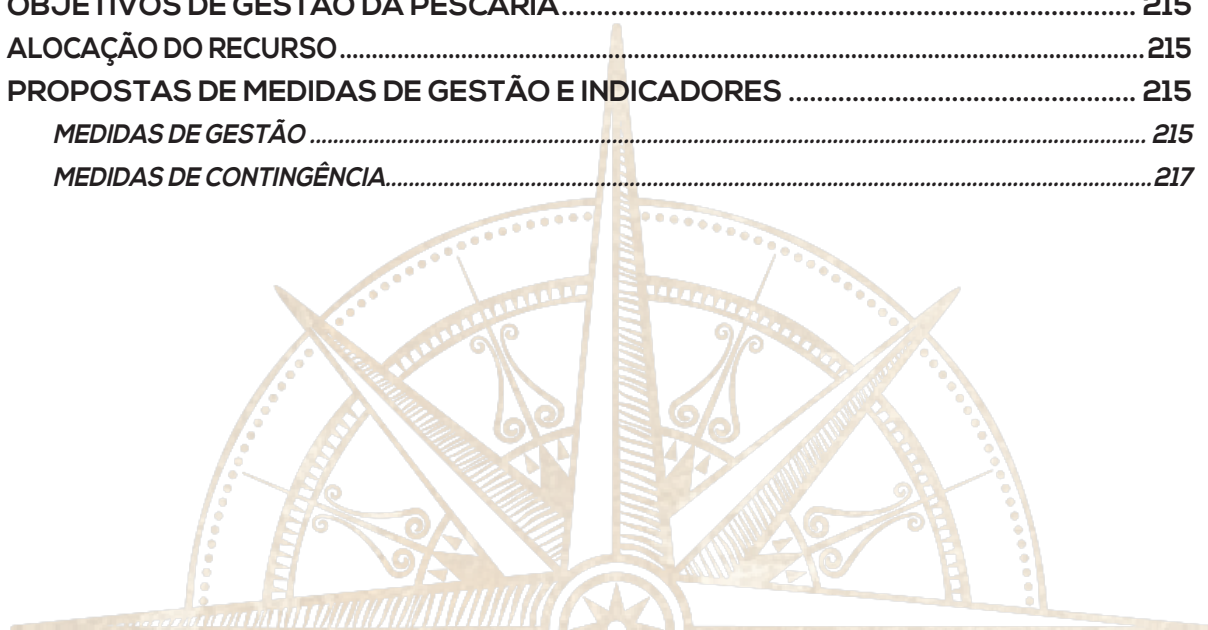 OBJETIVOS DE GESTÃO DA PESCARIA.......................................................................................... 215
ALOCAÇÃO DO RECURSO................................................................................................................................215
PROPOSTAS DE MEDIDAS DE GESTÃO E INDICADORES ....................................................... 215
MEDIDAS DE GESTÃO ........................................................................................................................................... 215
MEDIDAS DE CONTINGÊNCIA................................................................................................................................217